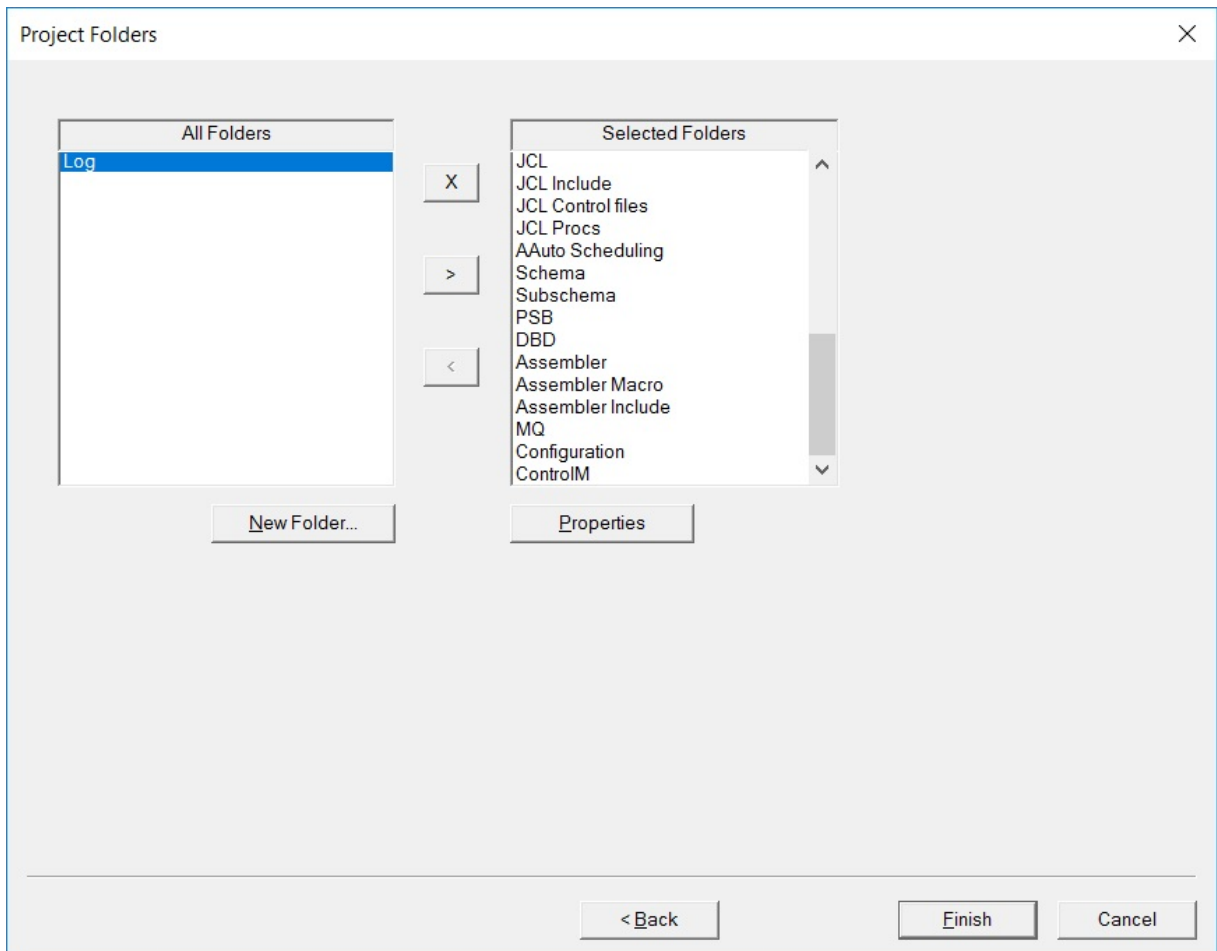 Project Folders
All Folders
Log
X
>
<
New Folder...
Selected Folders
JCL
JCL Include
JCL Control files
JCL Procs
AAuto Scheduling
Schema
Subschema
PSB
DBD
Assembler
Assembler Macro
Assembler Include
MQ
Configuration
ControlM
Properties
< Back
Finish
Cancel